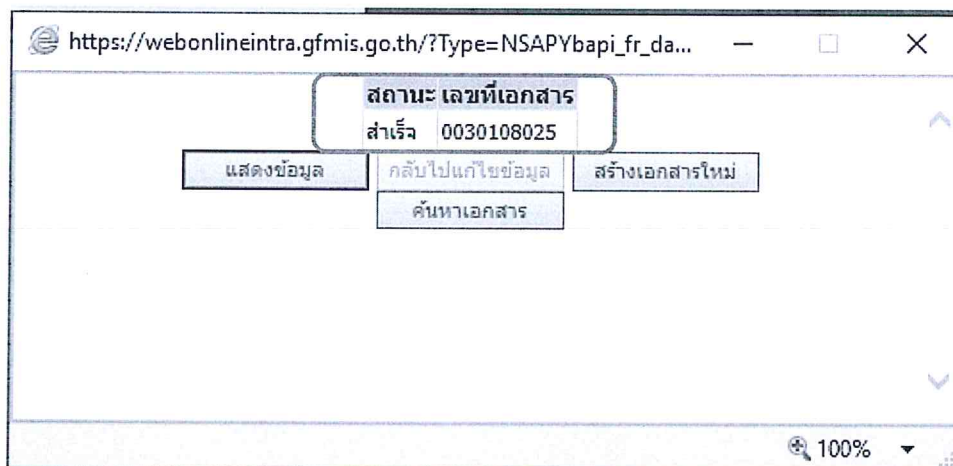 https://webonlineintra.gfmis.go.th/?Type=NSAPYbapi_fr_da...
สถานะ เลขที่เอกสาร
สำเร็จ 0030108025
แสดงข้อมูล กลับไปแก้ไขข้อมูล สร้างเอกสารใหม่
ค้นหาเอกสาร
100%